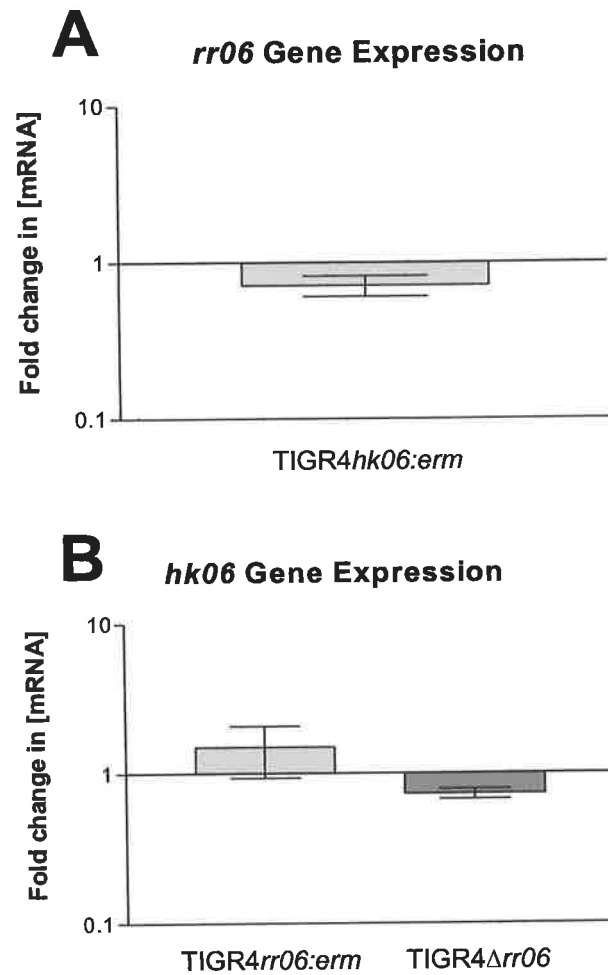 A
rr06 Gene Expression
Fold change in [mRNA]
10
1
0.1
TIGR4hk06:erm
B
hk06 Gene Expression
Fold change in [mRNA]
10
1
0.1
TIGR4rr06:erm TIGR4Δrr06